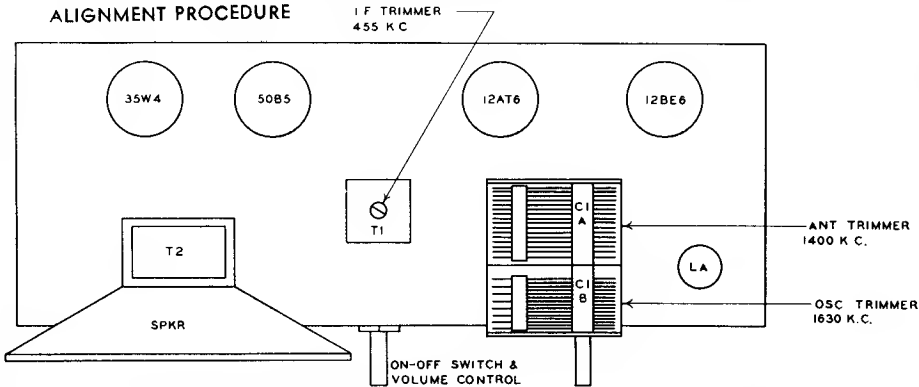 ALIGNMENT PROCEDURE
I F TRIMMER
455 K C
35W4
50B5
12AT6
12BE6
T1
C1
A
ANT TRIMMER
1400 K C.
T2
LA
C1
B
OSC TRIMMER
1630 K.C.
SPKR
ON-OFF SWITCH &
VOLUME CONTROL